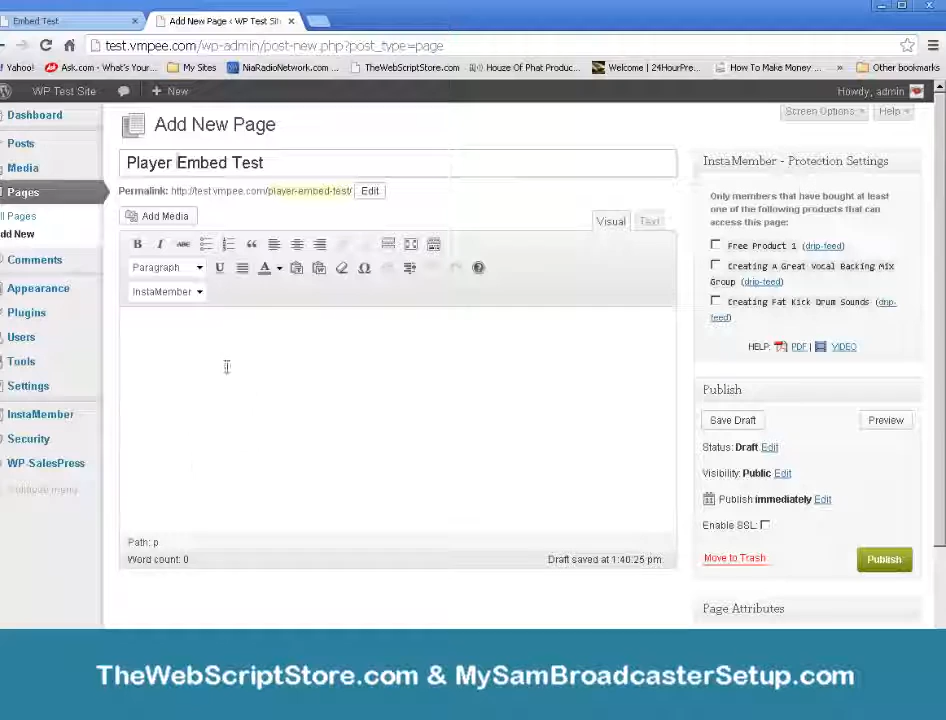 Embed Test
Add New Page ‹ WP Test Sit
test.vmpee.com/wp-admin/post-new.php?post_type=page
Yahoo! Ask.com - What's Your... My Sites NiaRadioNetwork.com ... TheWebScriptStore.com Houze Of Phat Produc... Welcome | 24HourPre... How To Make Money ... » Other bookmarks
WP Test Site + New Howdy, admin
Dashboard
Posts
Media
Pages
ll Pages
dd New
Comments
Appearance
Plugins
Users
Tools
Settings
InstaMember
Security
WP-SalesPress
Collapse menu
Add New Page
Screen Options Help
Player Embed Test
Permalink: http://test.vmpee.com/player-embed-test/ Edit
Add Media
Visual Text
B I ABC
Paragraph U A Ω
InstaMember
Path: p
Word count: 0 Draft saved at 1:40:25 pm.
InstaMember - Protection Settings
Only members that have bought at least
one of the following products that can
access this page:
Free Product 1 (drip-feed)
Creating A Great Vocal Backing Mix
Group (drip-feed)
Creating Fat Kick Drum Sounds (drip-
feed)
HELP: PDF | VIDEO
Publish
Save Draft Preview
Status: Draft Edit
Visibility: Public Edit
Publish immediately Edit
Enable BSL:
Move to Trash Publish
Page Attributes
TheWebScriptStore.com & MySamBroadcasterSetup.com